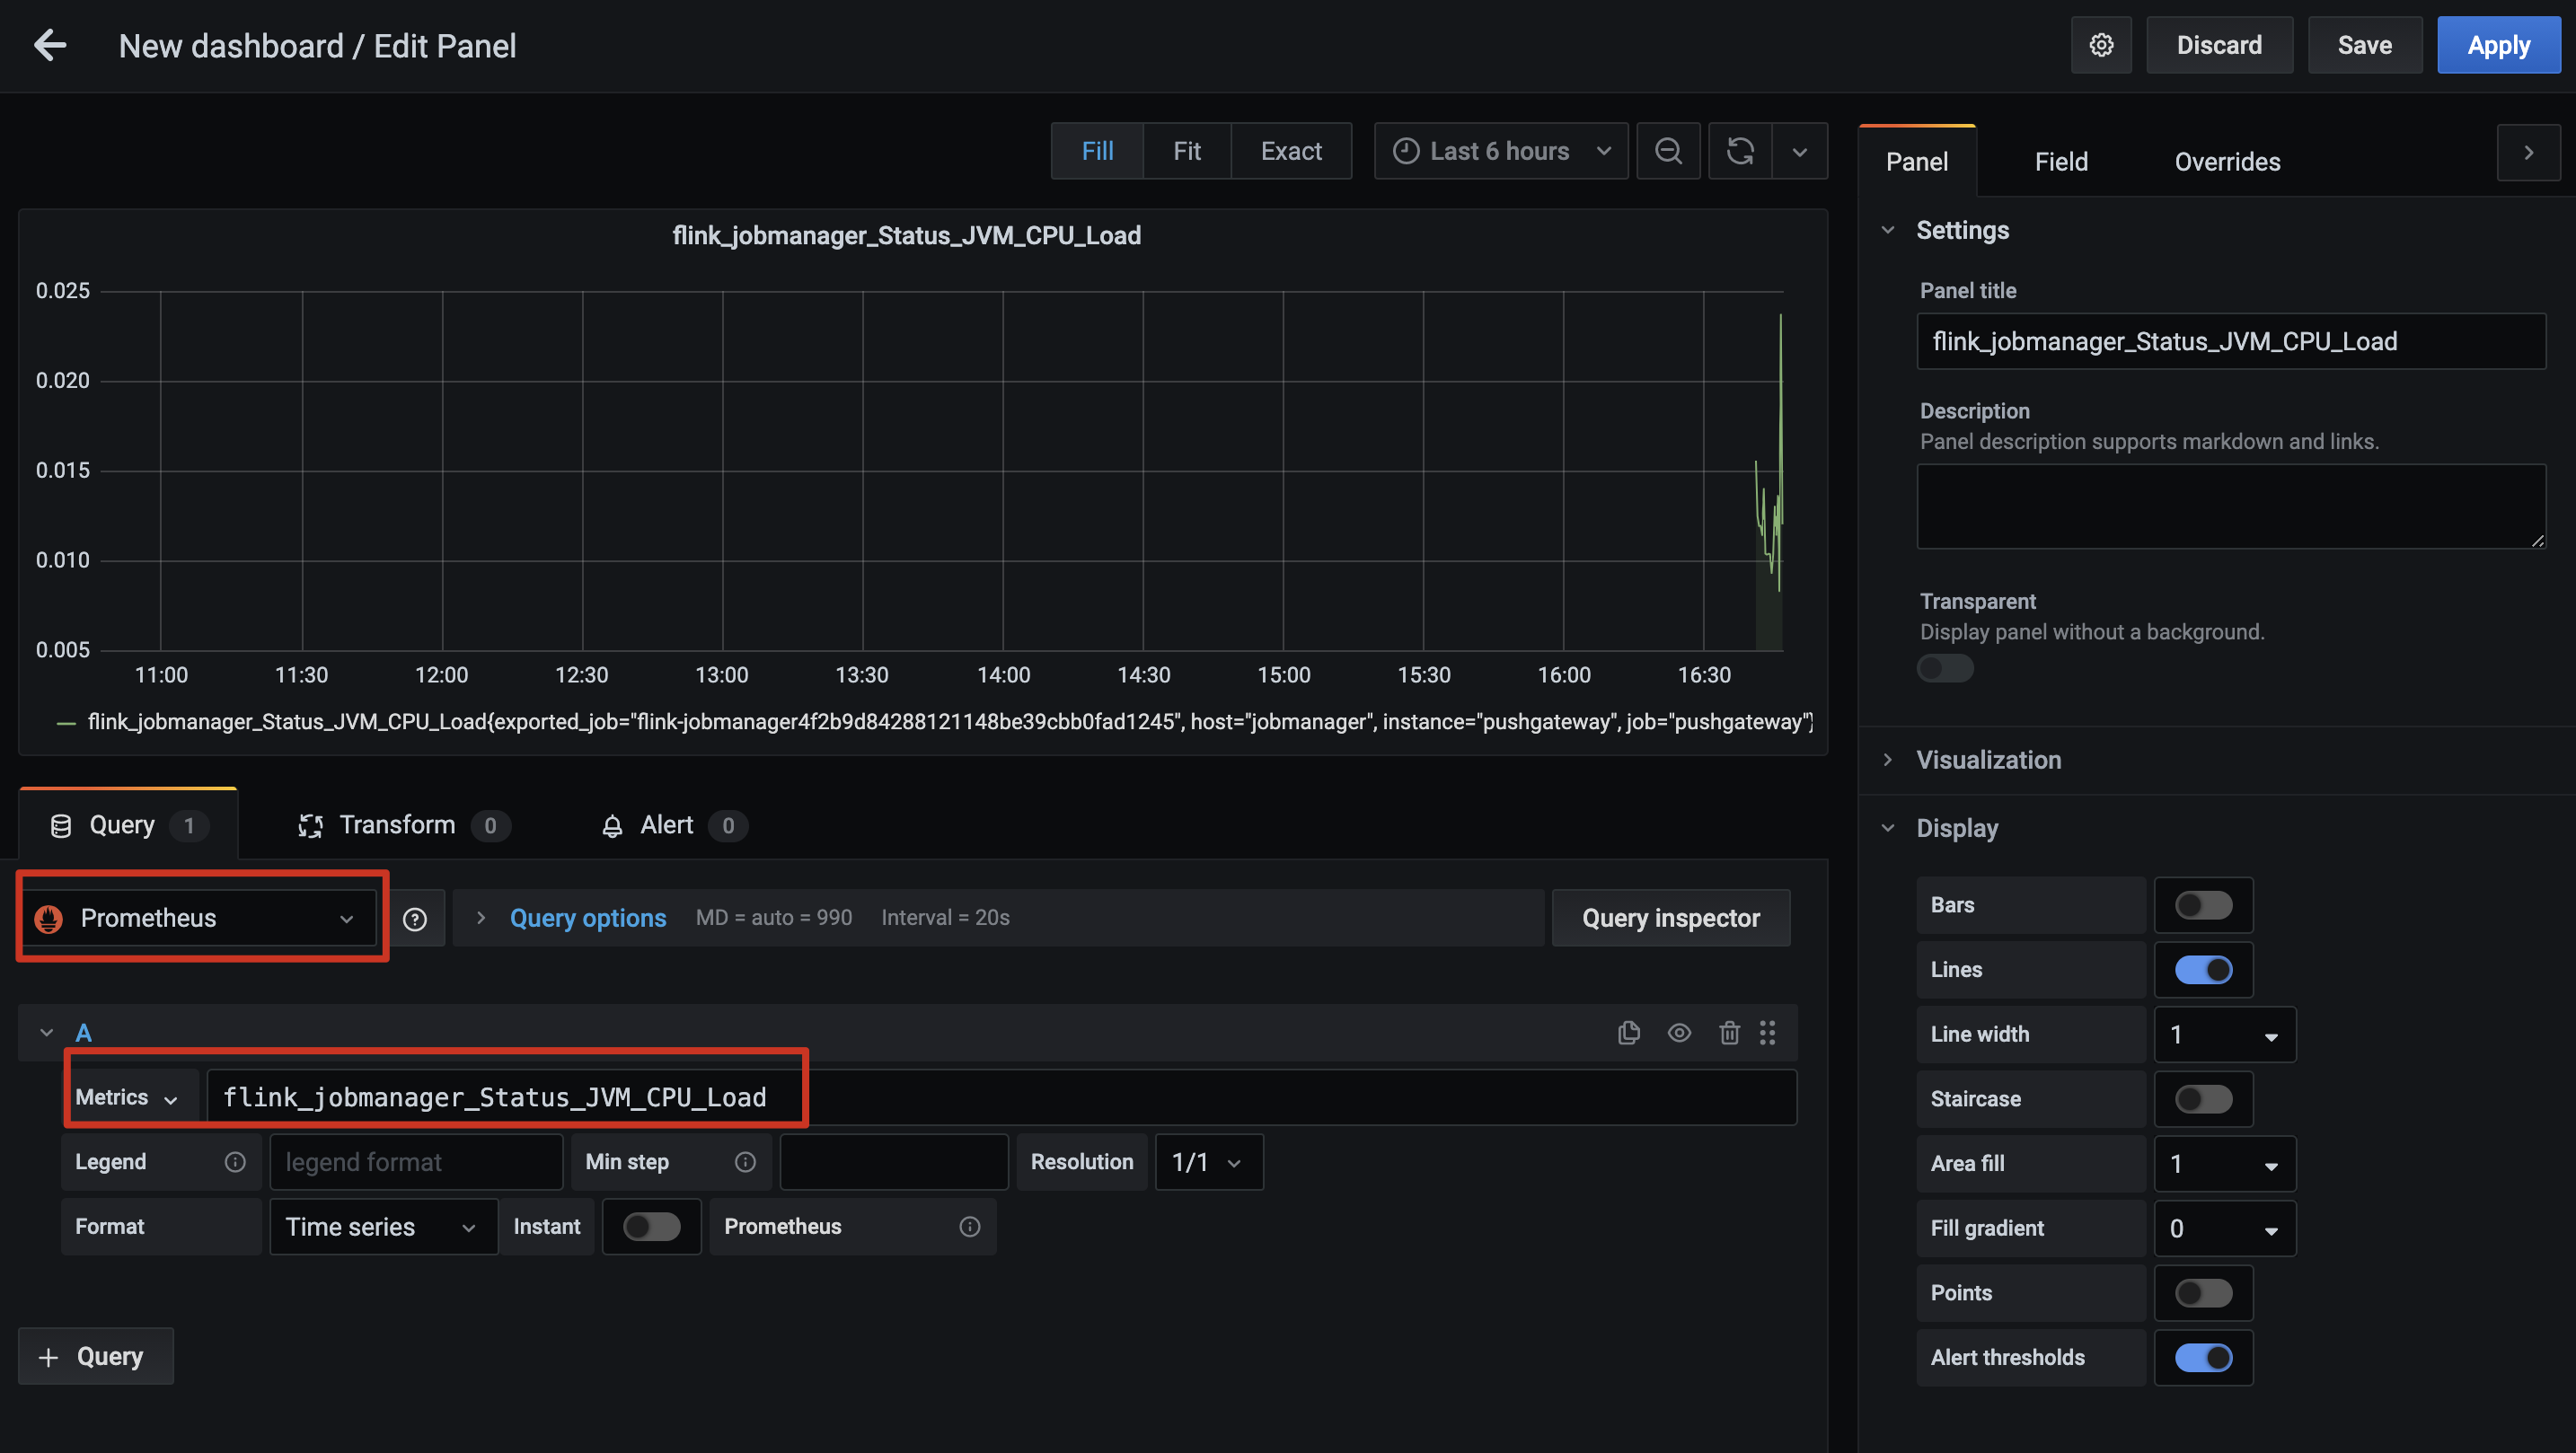 New dashboard / Edit Panel
Discard
Save
Apply
Fill
Fit
Exact
Last 6 hours
flink_jobmanager_Status_JVM_CPU_Load
0.025
0.020
0.015
0.010
0.005
11:00 11:30 12:00 12:30 13:00 13:30 14:00 14:30 15:00 15:30 16:00 16:30
flink_jobmanager_Status_JVM_CPU_Load{exported_job="flink-jobmanager4f2b9d84288121148be39cbb0fad1245", host="jobmanager", instance="pushgateway", job="pushgateway"}
Query 1
Transform 0
Alert 0
Prometheus
Query options MD = auto = 990 Interval = 20s
Query inspector
A
Metrics flink_jobmanager_Status_JVM_CPU_Load
Legend legend format Min step Resolution 1/1
Format Time series Instant Prometheus
+ Query
Panel
Field
Overrides
Settings
Panel title
flink_jobmanager_Status_JVM_CPU_Load
Description
Panel description supports markdown and links.
Transparent
Display panel without a background.
Visualization
Display
Bars
Lines
Line width 1
Staircase
Area fill 1
Fill gradient 0
Points
Alert thresholds